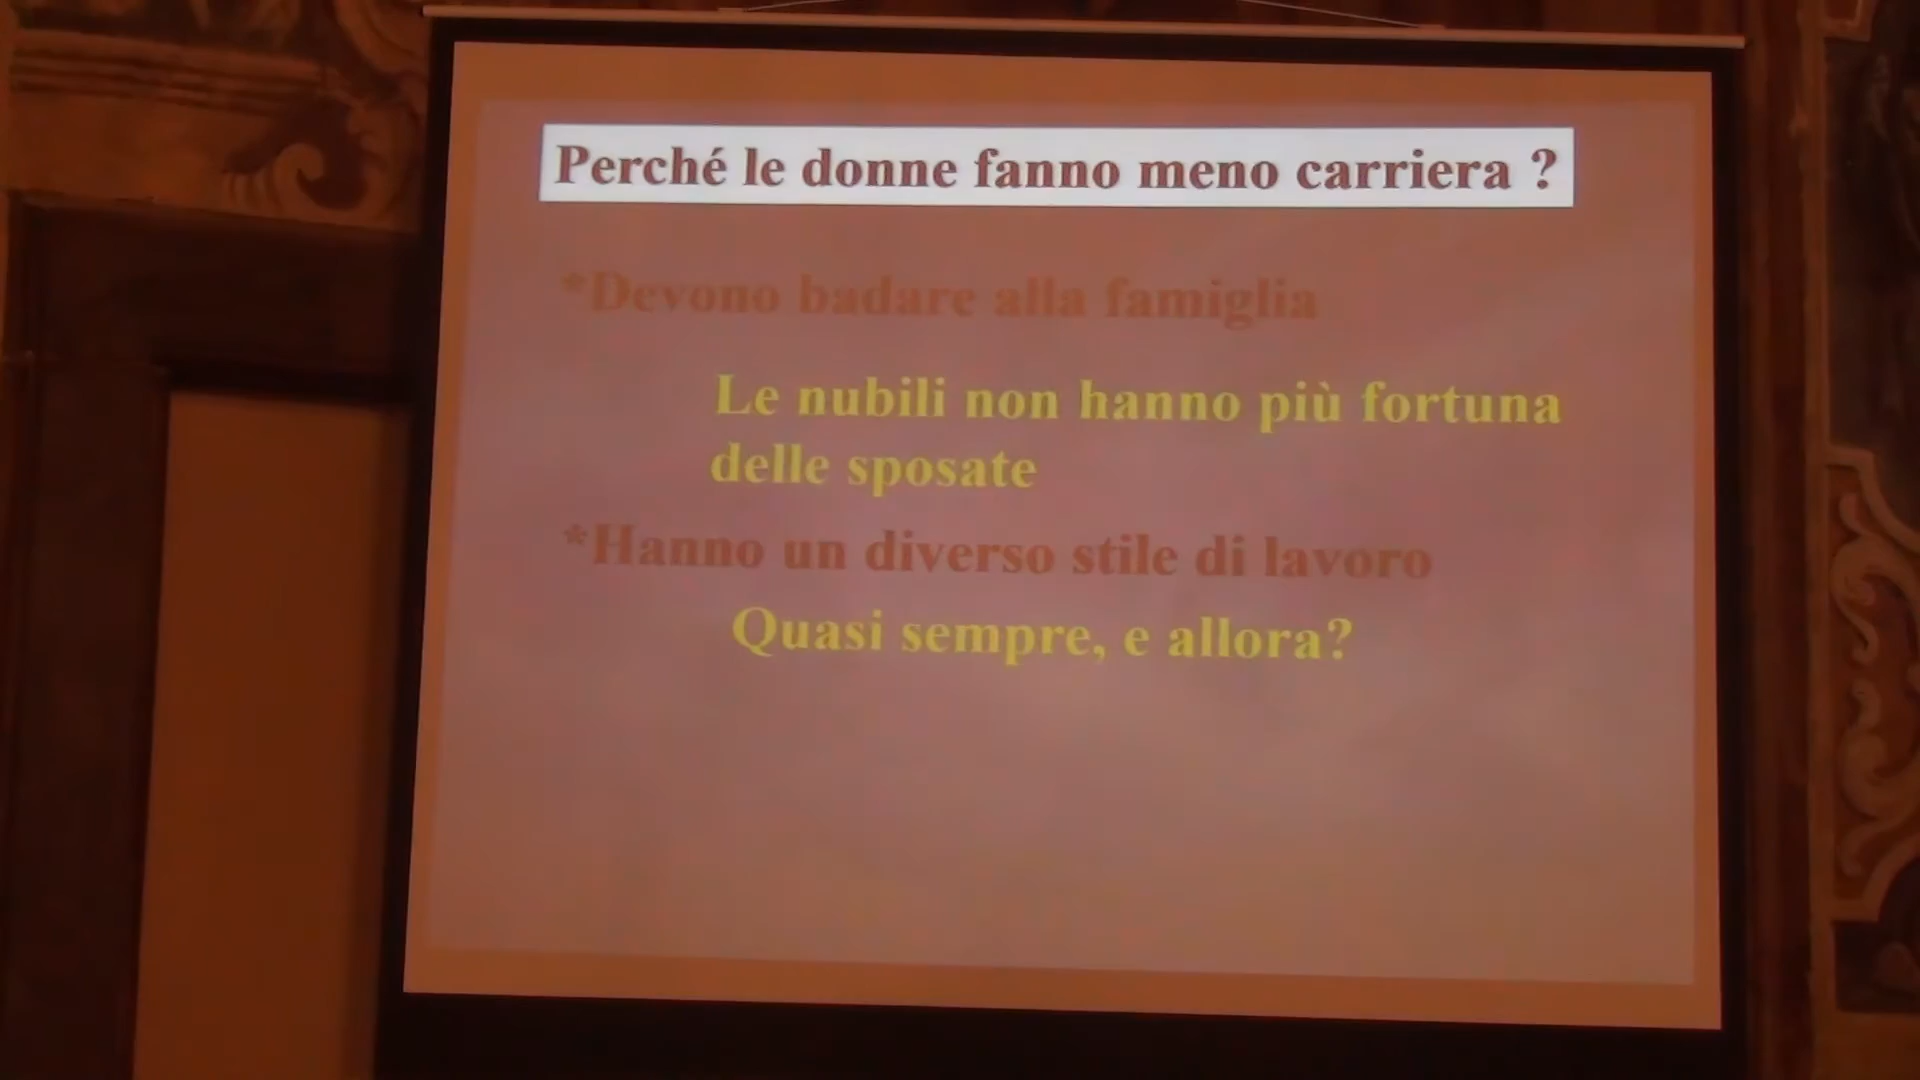 Perché le donne fanno meno carriera ?
*Devono badare alla famiglia
Le nubili non hanno più fortuna
delle sposate
*Hanno un diverso stile di lavoro
Quasi sempre, e allora?